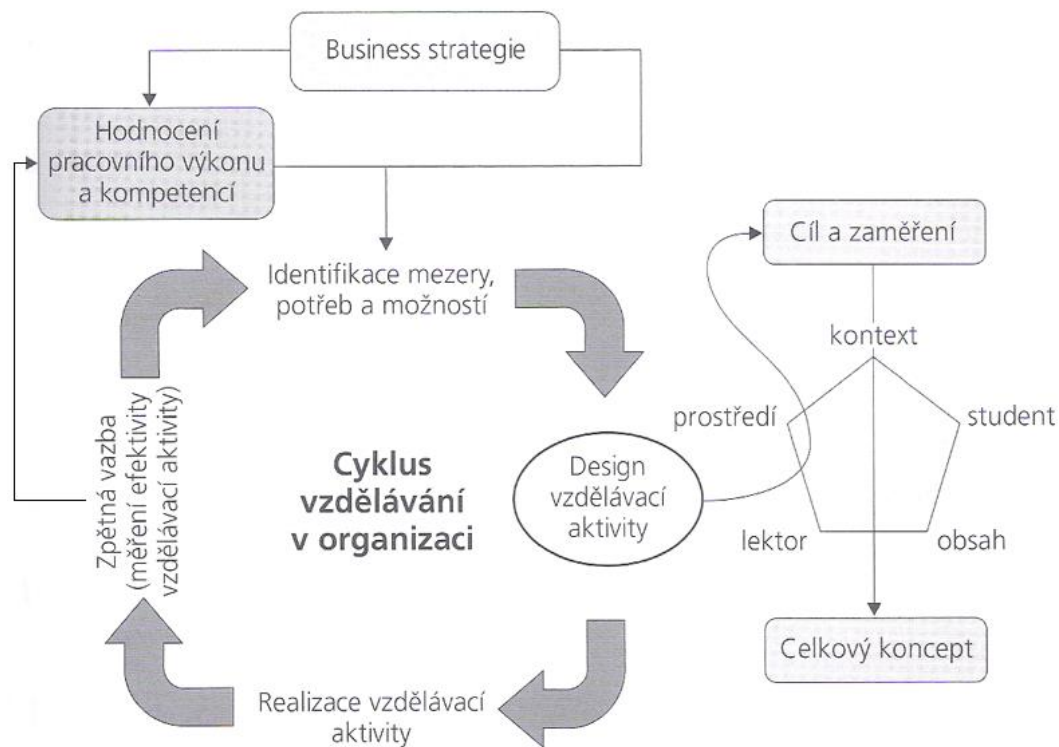 Business strategie
Hodnocení
pracovního výkonu
a kompetencí
Cíl a zaměření
Identifikace mezery,
potřeb a možností
kontext
prostředí
student
Cyklus
vzdělávání
v organizaci
Design
vzdělávací
aktivity
Zpětná vazba
(měření efektivity
vzdělávací aktivity)
lektor
obsah
Celkový koncept
Realizace vzdělávací
aktivity